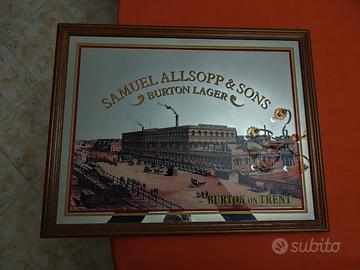 SAMUEL ALLSOPP & SONS
BURTON LAGER
BURTON ON TRENT
subito